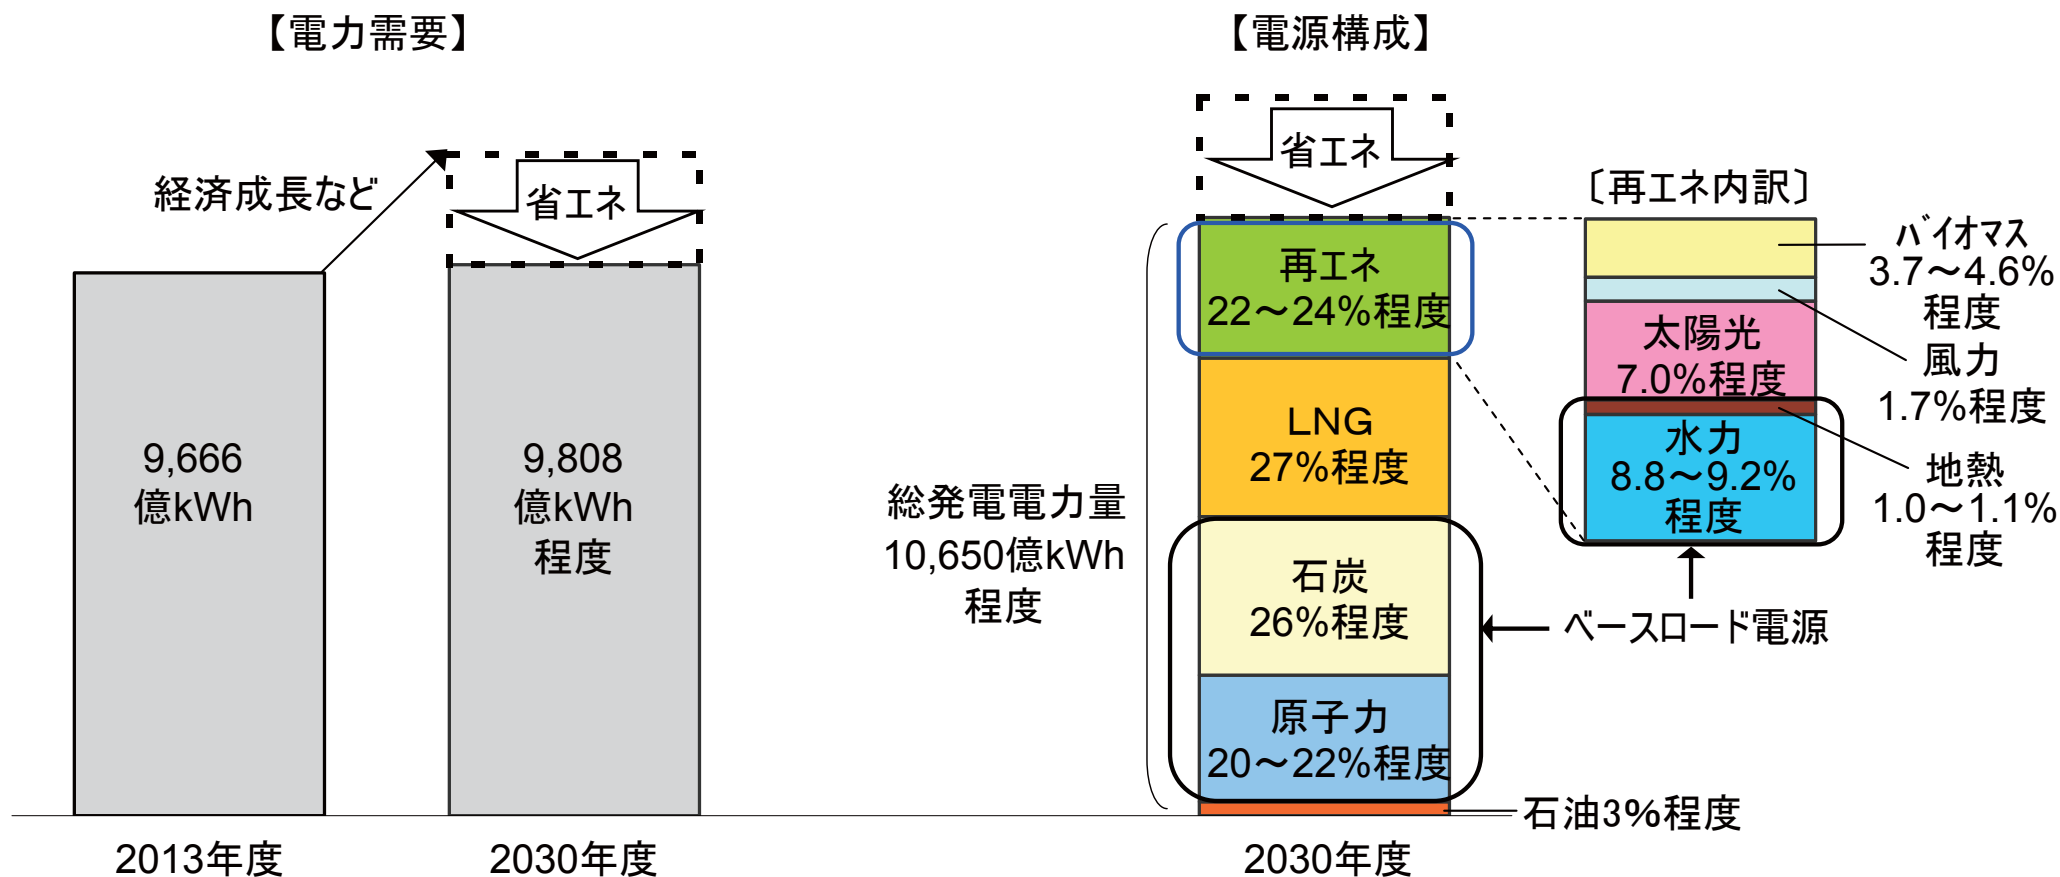 【電力需要】
経済成長など
省エネ
9,666
億kWh
9,808
億kWh
程度
2013年度
2030年度
【電源構成】
省エネ
総発電電力量
10,650億kWh
程度
再エネ
22～24%程度
LNG
27%程度
石炭
26%程度
原子力
20～22%程度
石油3%程度
2030年度
〔再エネ内訳〕
バイオマス
3.7～4.6%
程度
風力
1.7%程度
太陽光
7.0%程度
地熱
1.0～1.1%
程度
水力
8.8～9.2%
程度
ベースロード電源